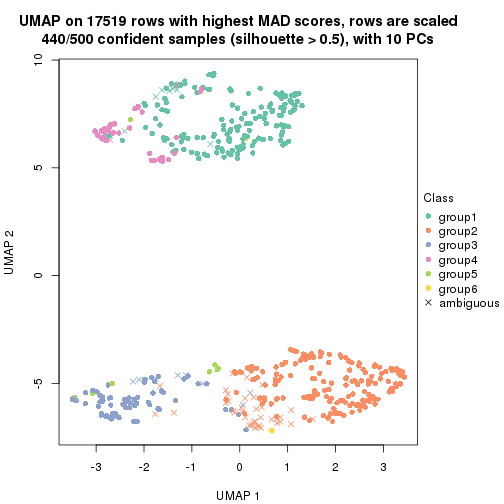 UMAP on 17519 rows with highest MAD scores, rows are scaled
440/500 confident samples (silhouette > 0.5), with 10 PCs
10
5
0
-5
UMAP 2
-3
-2
-1
0
1
2
3
UMAP 1
Class
group1
group2
group3
group4
group5
group6
ambiguous